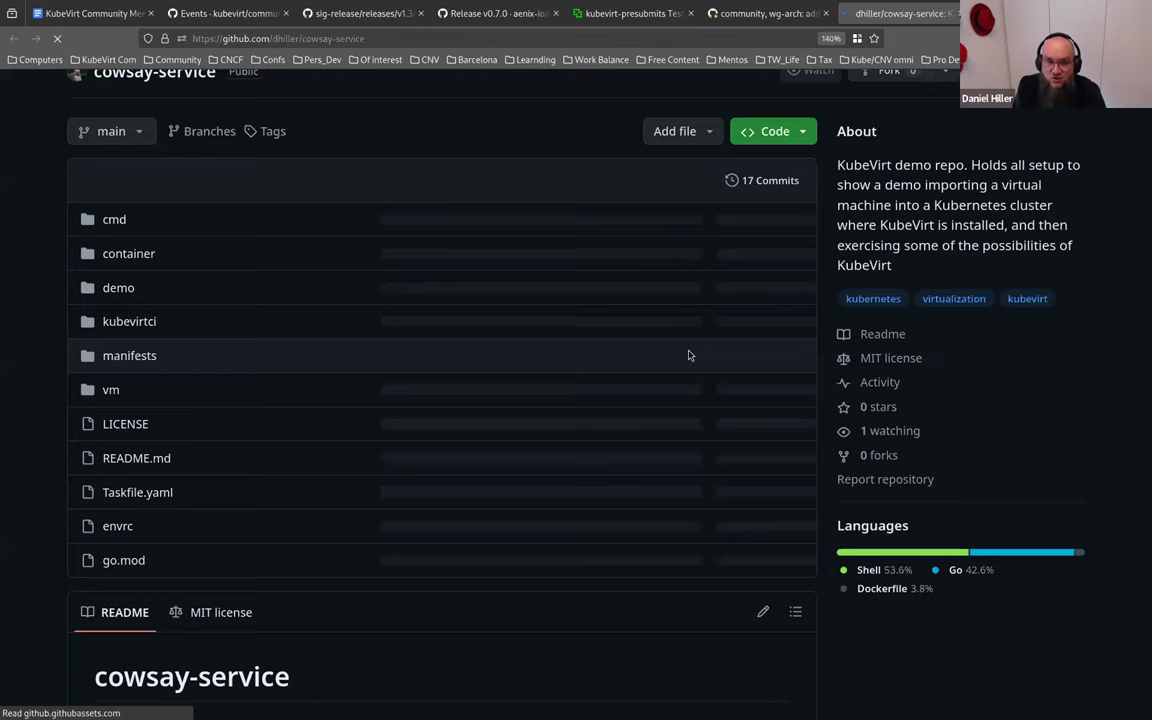 KubeVirt Community Mee
Events · kubevirt/commu
sig-release/releases/v1.3
Release v0.7.0 · aenix-io/
kubevirt-presubmits Test
community, wg-arch: add
dhiller/cowsay-service: K
https://github.com/dhiller/cowsay-service
140%
Computers
KubeVirt Com
Community
CNCF
Confs
Pers_Dev
Of interest
CNV
Barcelona
Learnding
Work Balance
Free Content
Mentos
TW_Life
Tax
Kube/CNV omni
Pro De
Daniel Hiller
cowsay-service
Public
Watch
Fork 0
main
Branches
Tags
Add file
Code
17 Commits
cmd
container
demo
kubevirtci
manifests
vm
LICENSE
README.md
Taskfile.yaml
envrc
go.mod
README
MIT license
cowsay-service
About
KubeVirt demo repo. Holds all setup to
show a demo importing a virtual
machine into a Kubernetes cluster
where KubeVirt is installed, and then
exercising some of the possibilities of
KubeVirt
kubernetes
virtualization
kubevirt
Readme
MIT license
Activity
0 stars
1 watching
0 forks
Report repository
Languages
Shell 53.6%
Go 42.6%
Dockerfile 3.8%
Read github.githubassets.com